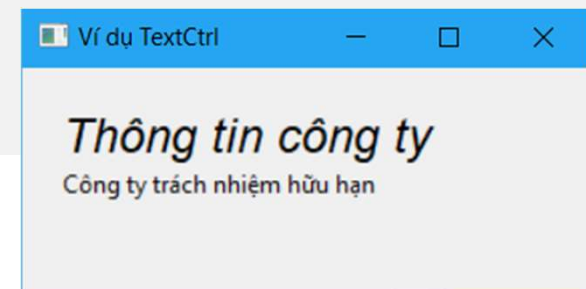 Ví dụ TextCtrl
Thông tin công ty
Công ty trách nhiệm hữu hạn